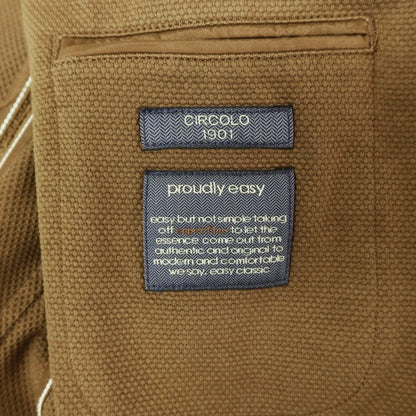 CIRCOLO
1901
proudly easy
easy but not simple taking
off to let the
essence come out from
authentic and original to
modern and comfortable
we say, easy classic